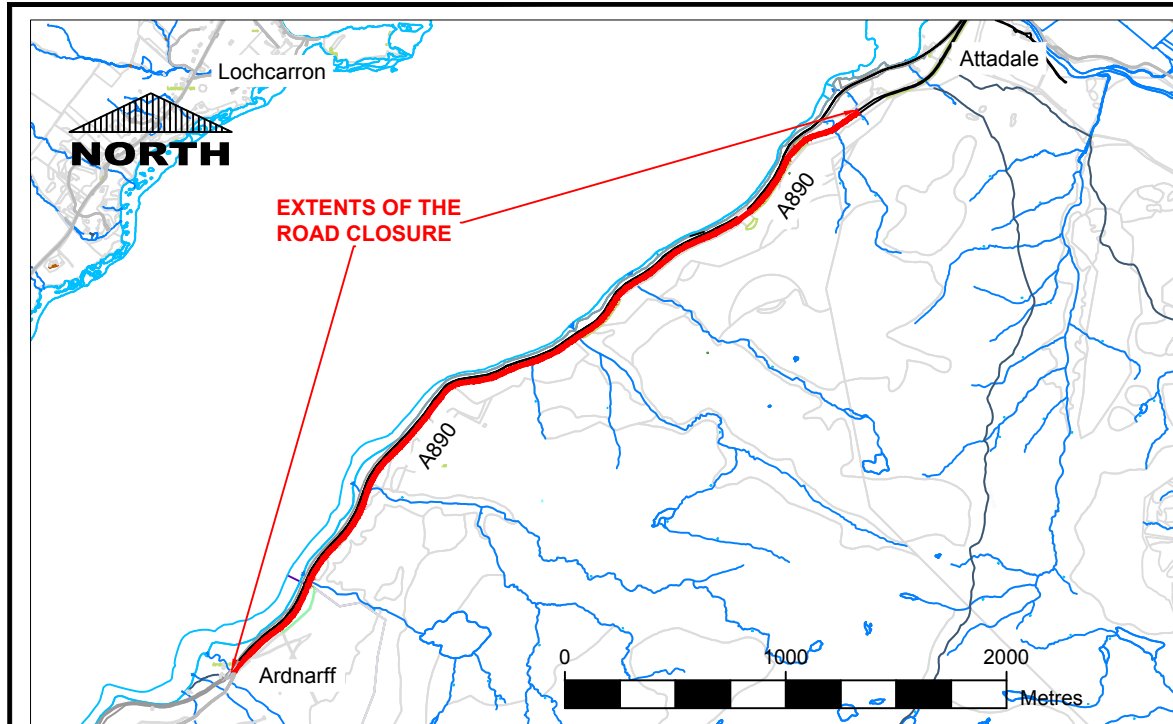 Lochcarron
Attadale
NORTH
EXTENTS OF THE
ROAD CLOSURE
A890
A890
Ardnarff
0
1000
2000
Metres